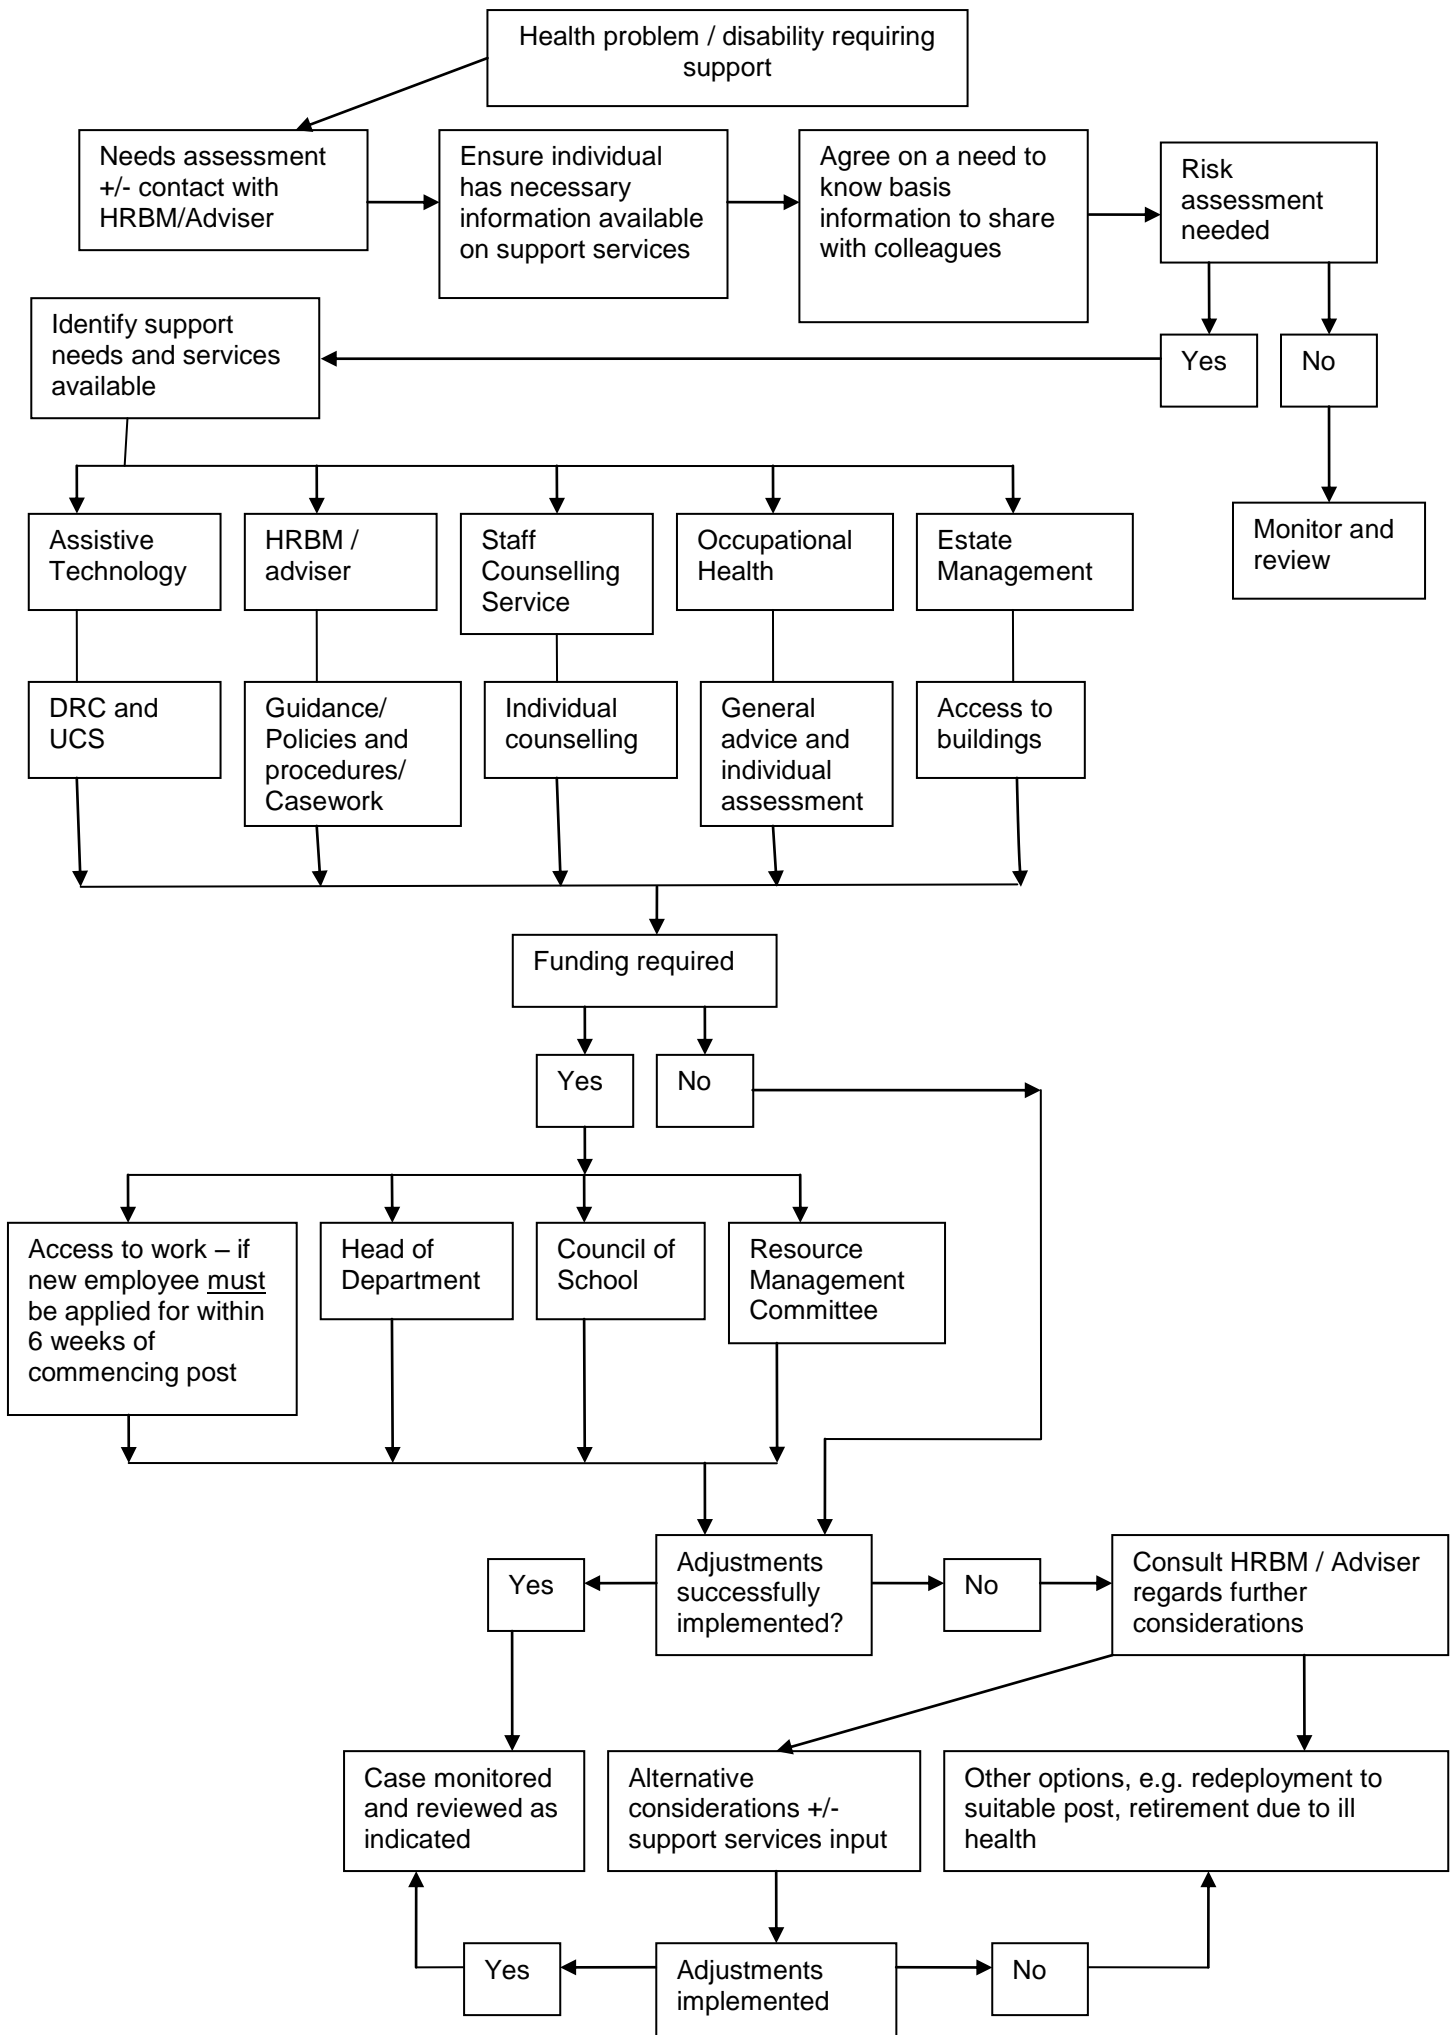 Health problem / disability requiring
support
Needs assessment
+/- contact with
HRBM/Adviser
Ensure individual
has necessary
information available
on support services
Agree on a need to
know basis
information to share
with colleagues
Risk
assessment
needed
Yes
No
Identify support
needs and services
available
Monitor and
review
Assistive
Technology
HRBM /
adviser
Staff
Counselling
Service
Occupational
Health
Estate
Management
DRC and
UCS
Guidance/
Policies and
procedures/
Casework
Individual
counselling
General
advice and
individual
assessment
Access to
buildings
Funding required
Yes
No
Access to work – if
new employee must
be applied for within
6 weeks of
commencing post
Head of
Department
Council of
School
Resource
Management
Committee
Yes
Adjustments
successfully
implemented?
No
Consult HRBM / Adviser
regards further
considerations
Case monitored
and reviewed as
indicated
Alternative
considerations +/-
support services input
Other options, e.g. redeployment to
suitable post, retirement due to ill
health
Yes
Adjustments
implemented
No